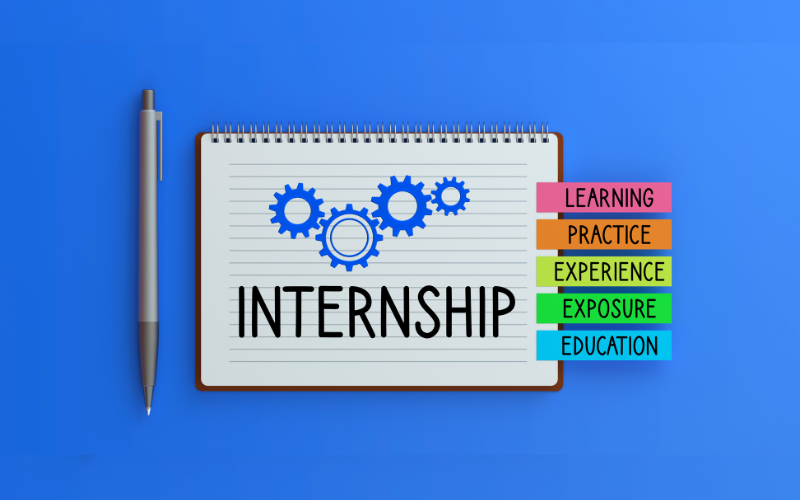 INTERNSHIP
LEARNING
PRACTICE
EXPERIENCE
EXPOSURE
EDUCATION